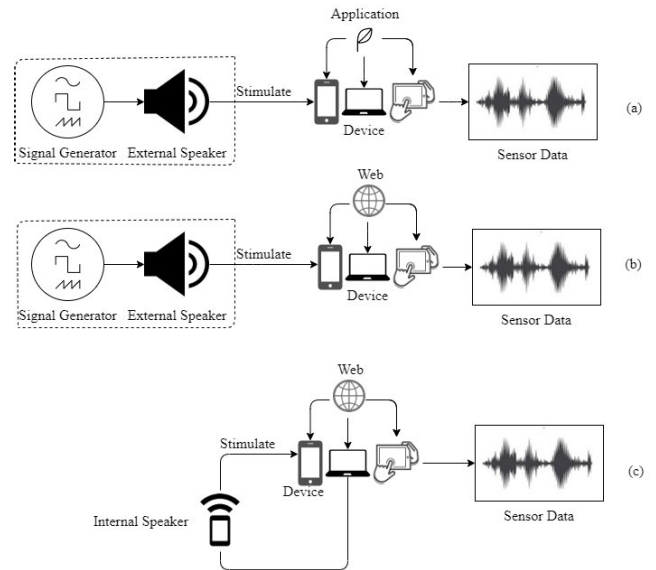 Application
Stimulate
Device
Signal Generator External Speaker
Sensor Data
(a)
Web
Stimulate
Device
Signal Generator External Speaker
Sensor Data
(b)
Web
Stimulate
Device
Internal Speaker
Sensor Data
(c)